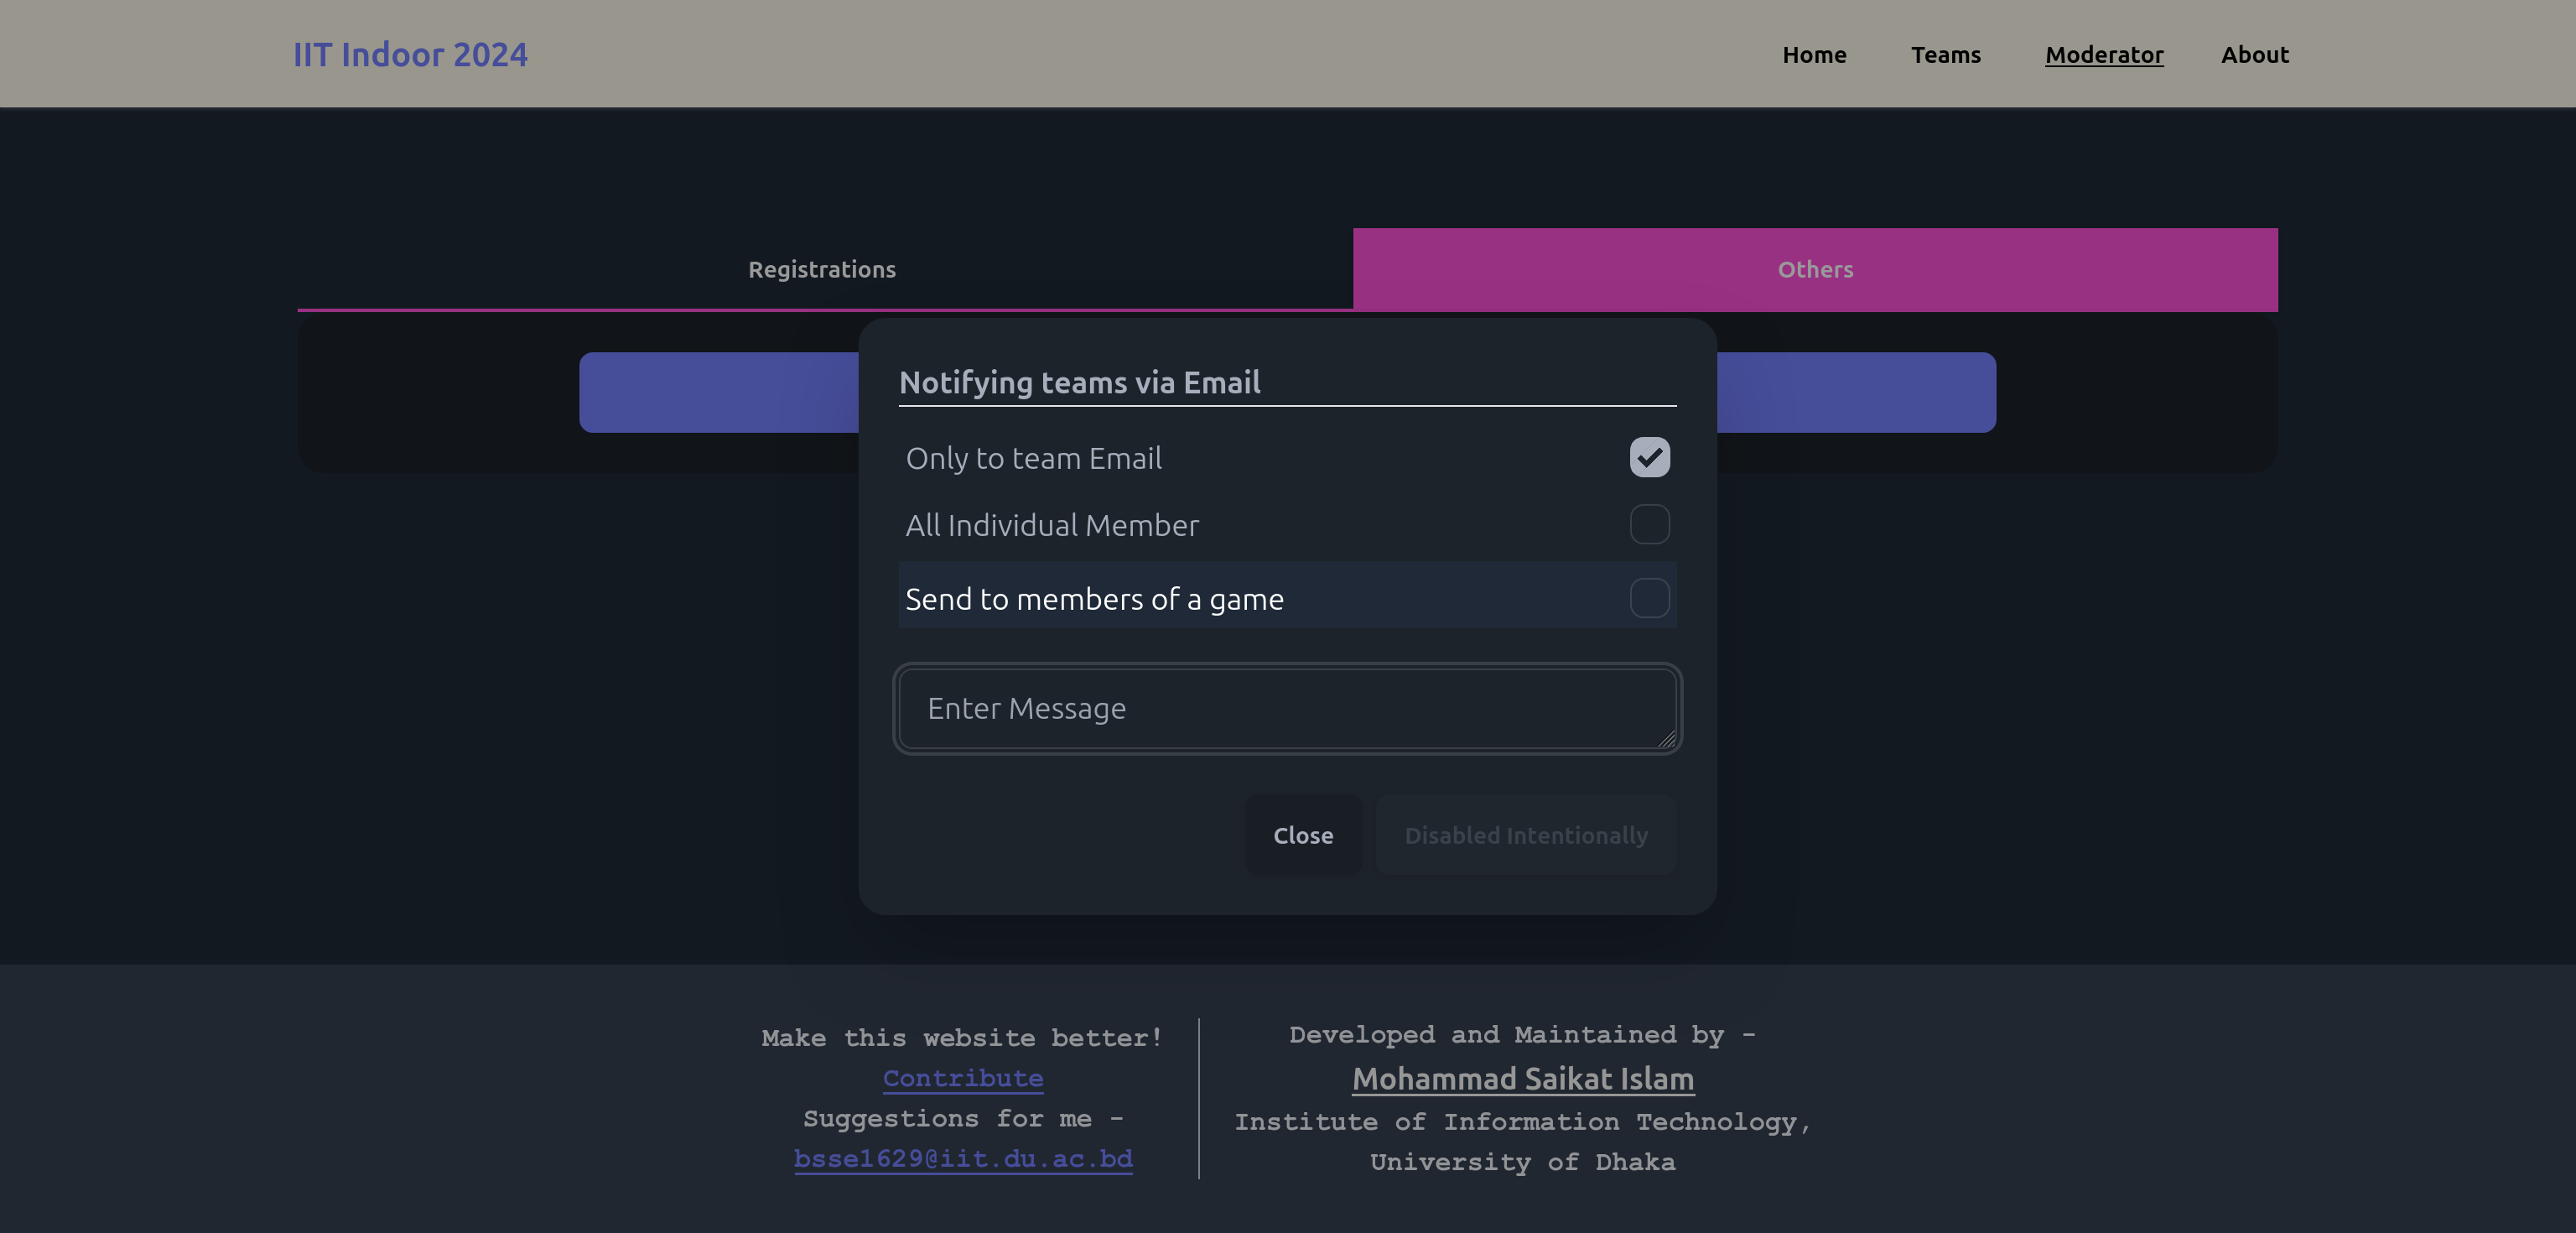 IIT Indoor 2024
Home Teams Moderator About
Registrations Others
Notifying teams via Email
Only to team Email
All Individual Member
Send to members of a game
Enter Message
Close Disabled Intentionally
Make this website better!
Contribute
Suggestions for me -
bsse1629@iit.du.ac.bd
Developed and Maintained by -
Mohammad Saikat Islam
Institute of Information Technology,
University of Dhaka